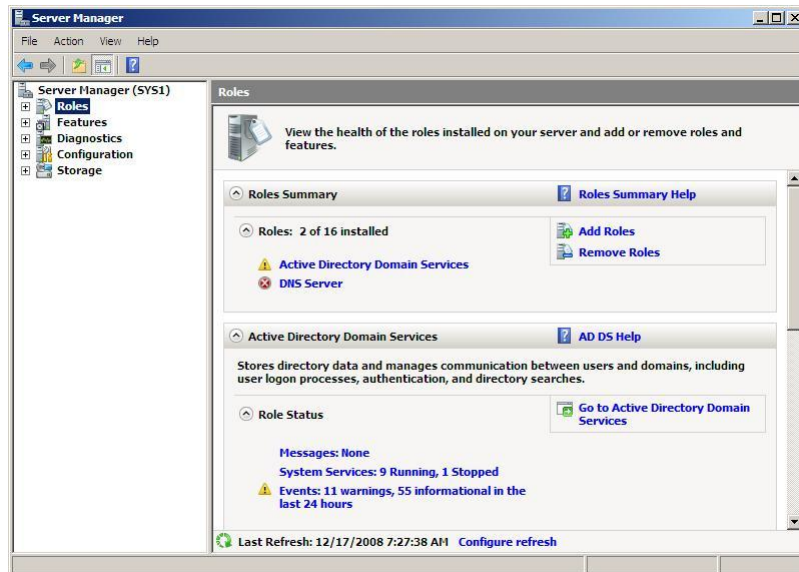 Server Manager
File Action View Help
Server Manager (SYS1)
Roles
Features
Diagnostics
Configuration
Storage
Roles
View the health of the roles installed on your server and add or remove roles and
features.
Roles Summary
Roles Summary Help
Roles: 2 of 16 installed
Add Roles
Remove Roles
Active Directory Domain Services
DNS Server
Active Directory Domain Services
AD DS Help
Stores directory data and manages communication between users and domains, including
user logon processes, authentication, and directory searches.
Role Status
Go to Active Directory Domain
Services
Messages: None
System Services: 9 Running, 1 Stopped
Events: 11 warnings, 55 informational in the
last 24 hours
Last Refresh: 12/17/2008 7:27:38 AM Configure refresh